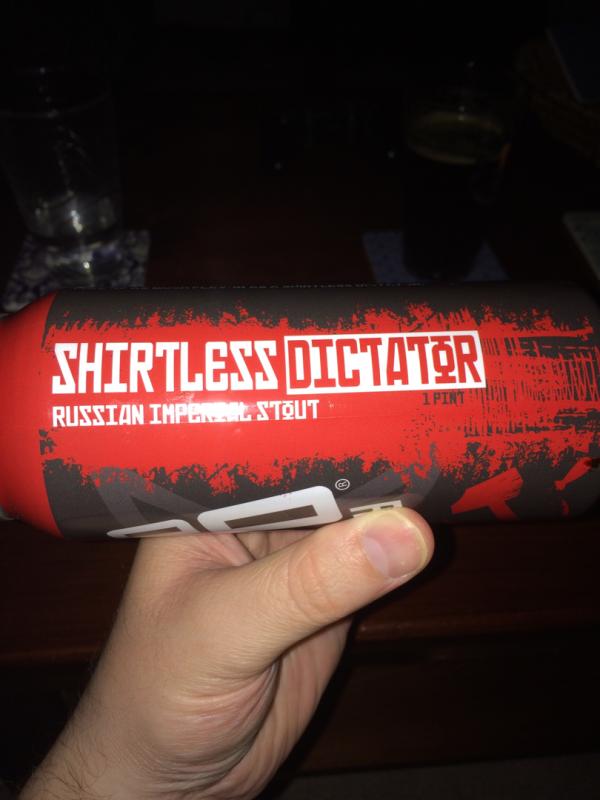 SHIRTLESS DICTATOR
RUSSIAN IMPERIAL STOUT
1 PINT
®